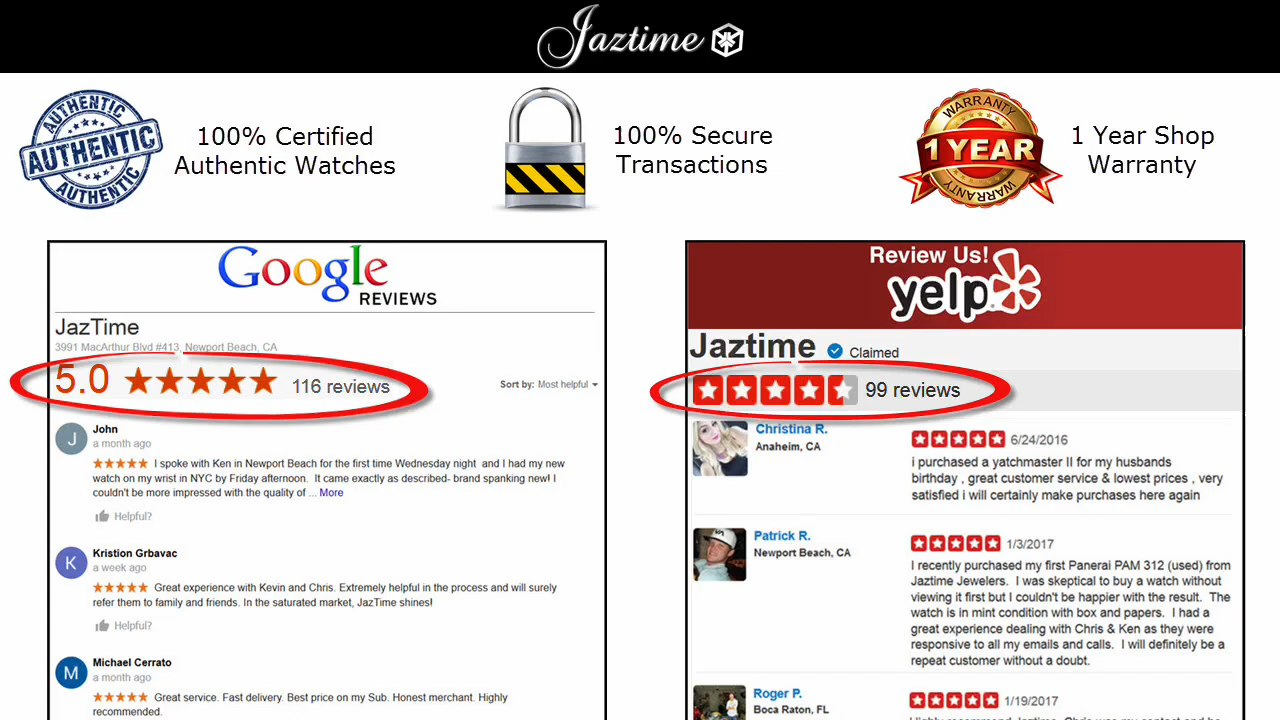 Jaztime
AUTHENTIC
AUTHENTIC
AUTHENTIC
100% Certified
Authentic Watches
100% Secure
Transactions
WARRANTY
1 YEAR
WARRANTY
1 Year Shop
Warranty
Google
REVIEWS
JazTime
3991 MacArthur Blvd #413, Newport Beach, CA
5.0 116 reviews
Sort by: Most helpful
J
John
a month ago
I spoke with Ken in Newport Beach for the first time Wednesday night and I had my new
watch on my wrist in NYC by Friday afternoon. It came exactly as described- brand spanking new! I
couldn't be more impressed with the quality of ... More
Helpful?
K
Kristion Grbavac
a week ago
Great experience with Kevin and Chris. Extremely helpful in the process and will surely
refer them to family and friends. In the saturated market, JazTime shines!
Helpful?
M
Michael Cerrato
a month ago
Great service. Fast delivery. Best price on my Sub. Honest merchant. Highly
recommended.
Review Us!
yelp
Jaztime Claimed
99 reviews
Christina R.
Anaheim, CA
6/24/2016
i purchased a yatchmaster II for my husbands
birthday , great customer service & lowest prices , very
satisfied i will certainly make purchases here again
Patrick R.
Newport Beach, CA
1/3/2017
I recently purchased my first Panerai PAM 312 (used) from
Jaztime Jewelers. I was skeptical to buy a watch without
viewing it first but I couldn't be happier with the result. The
watch is in mint condition with box and papers. I had a
great experience dealing with Chris & Ken as they were
responsive to all my emails and calls. I will definitely be a
repeat customer without a doubt.
Roger P.
Boca Raton, FL
1/19/2017